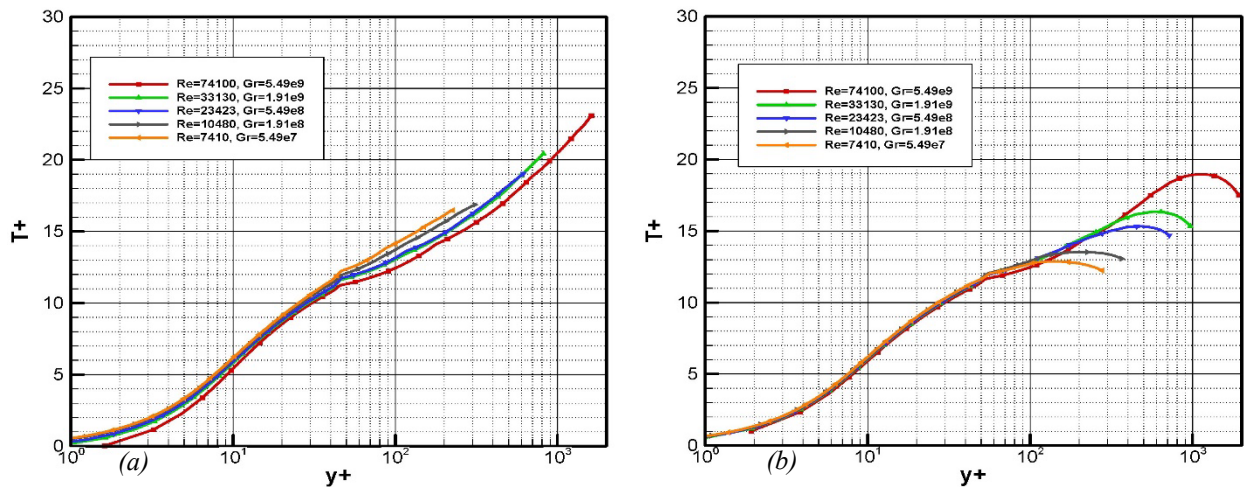 30
25
20
15
10
5
0
T+
Re=74100, Gr=5.49e9
Re=33130, Gr=1.91e9
Re=23423, Gr=5.49e8
Re=10480, Gr=1.91e8
Re=7410, Gr=5.49e7
10^0
10^1
10^2
10^3
(a)
y+
30
25
20
15
10
5
0
T+
Re=74100, Gr=5.49e9
Re=33130, Gr=1.91e9
Re=23423, Gr=5.49e8
Re=10480, Gr=1.91e8
Re=7410, Gr=5.49e7
10^0
10^1
10^2
10^3
(b)
y+